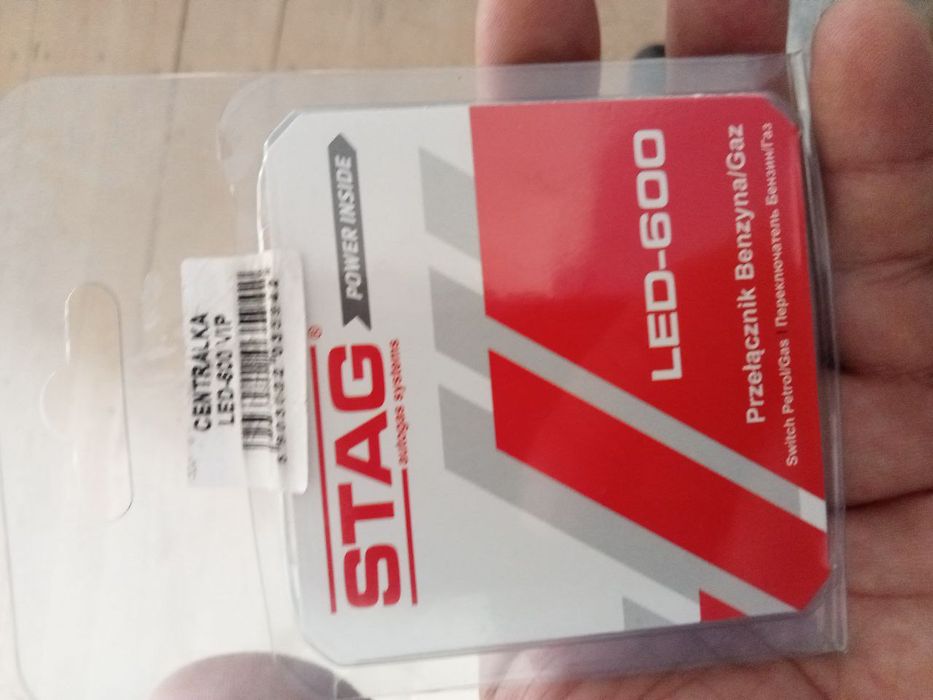 CENTRALKA
LED-600 V1P
STAG®
autogas systems
POWER INSIDE
LED-600
Przełącznik Benzyna/Gaz
Switch Petrol/Gas | Переключатель Бензин/Газ